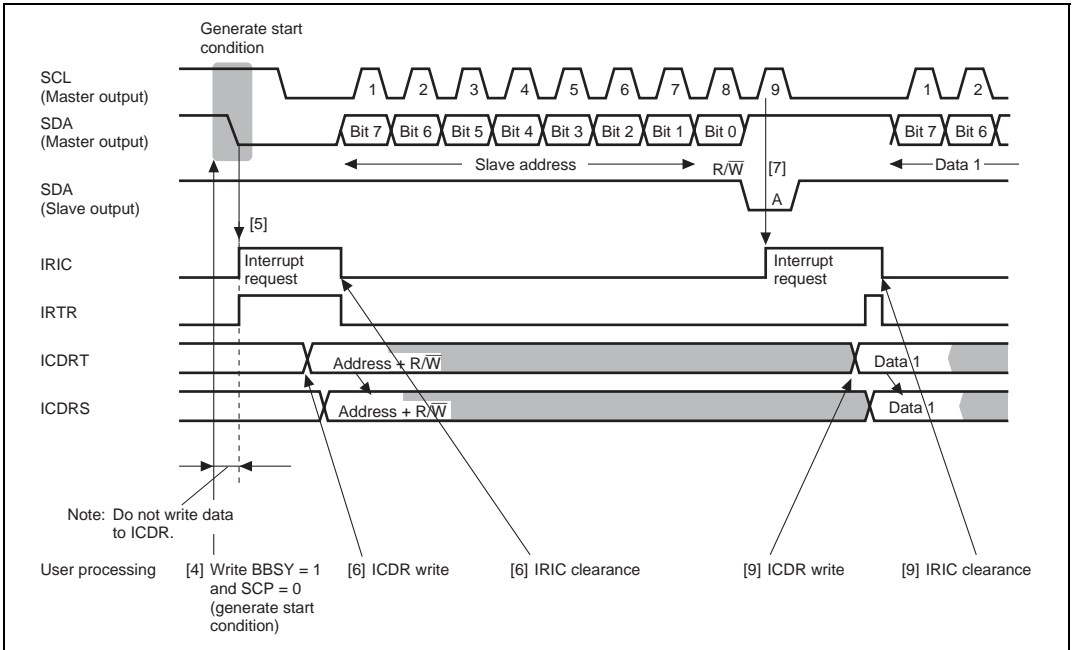 Generate start
condition
SCL
(Master output)
1 2 3 4 5 6 7 8 9 1 2
SDA
(Master output)
Bit 7 Bit 6 Bit 5 Bit 4 Bit 3 Bit 2 Bit 1 Bit 0 Bit 7 Bit 6
Slave address R/W̅ [7] Data 1
SDA
(Slave output)
A
[5]
IRIC
Interrupt
request
Interrupt
request
IRTR
ICDRT
Address + R/W̅ Data 1
ICDRS
Address + R/W̅ Data 1
Note: Do not write data
to ICDR.
User processing [4] Write BBSY = 1 [6] ICDR write [6] IRIC clearance [9] ICDR write [9] IRIC clearance
and SCP = 0
(generate start
condition)